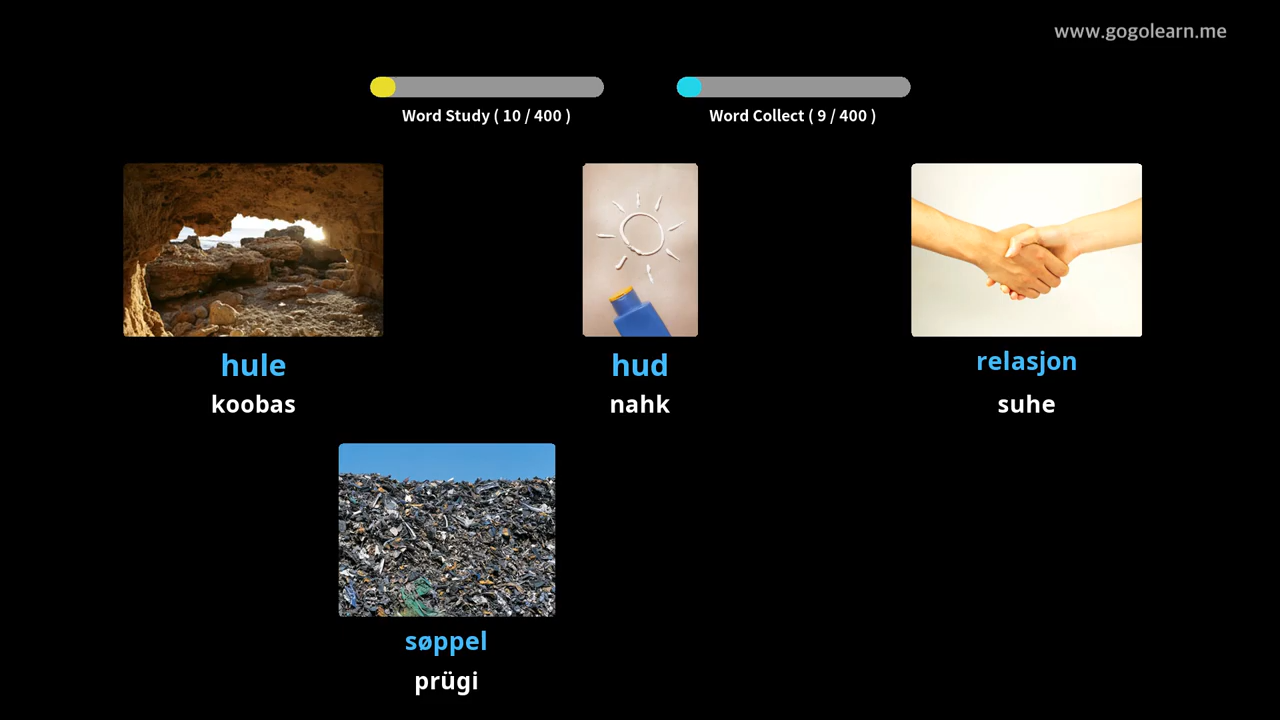 www.gogolearn.me
Word Study ( 10 / 400 )
Word Collect ( 9 / 400 )
hule
koobas
hud
nahk
relasjon
suhe
søppel
prügi